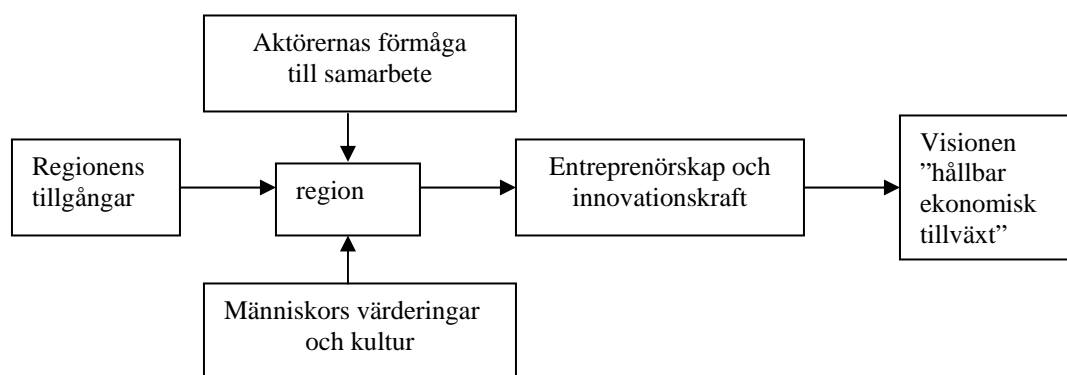 Aktörernas förmåga
till samarbete
Regionens
tillgångar
region
Entreprenörskap och
innovationskraft
Visionen
”hållbar
ekonomisk
tillväxt”
Människors värderingar
och kultur